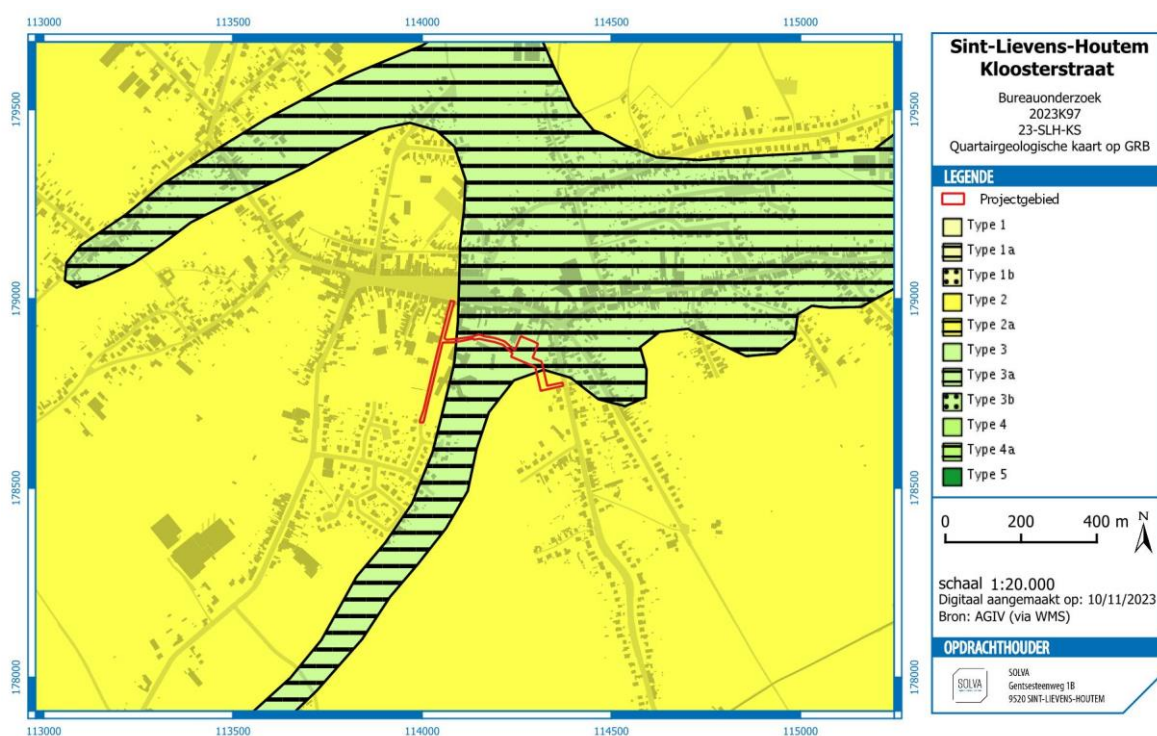 113000
113500
114000
114500
115000
179500
179000
178500
178000
179500
179000
178500
178000
113000
113500
114000
114500
115000
Sint-Lievens-Houtem
Kloosterstraat
Bureauonderzoek
2023K97
23-SLH-KS
Quartairgeologische kaart op GRB
LEGENDE
Projectgebied
Type 1
Type 1a
Type 1b
Type 2
Type 2a
Type 3
Type 3a
Type 3b
Type 4
Type 4a
Type 5
0 200 400 m N
schaal 1:20.000
Digitaal aangemaakt op: 10/11/2023
Bron: AGIV (via WMS)
OPDRACHTHOUDER
SOLVA
SOLVA
Gentsesteenweg 1B
9520 SINT-LIEVENS-HOUTEM